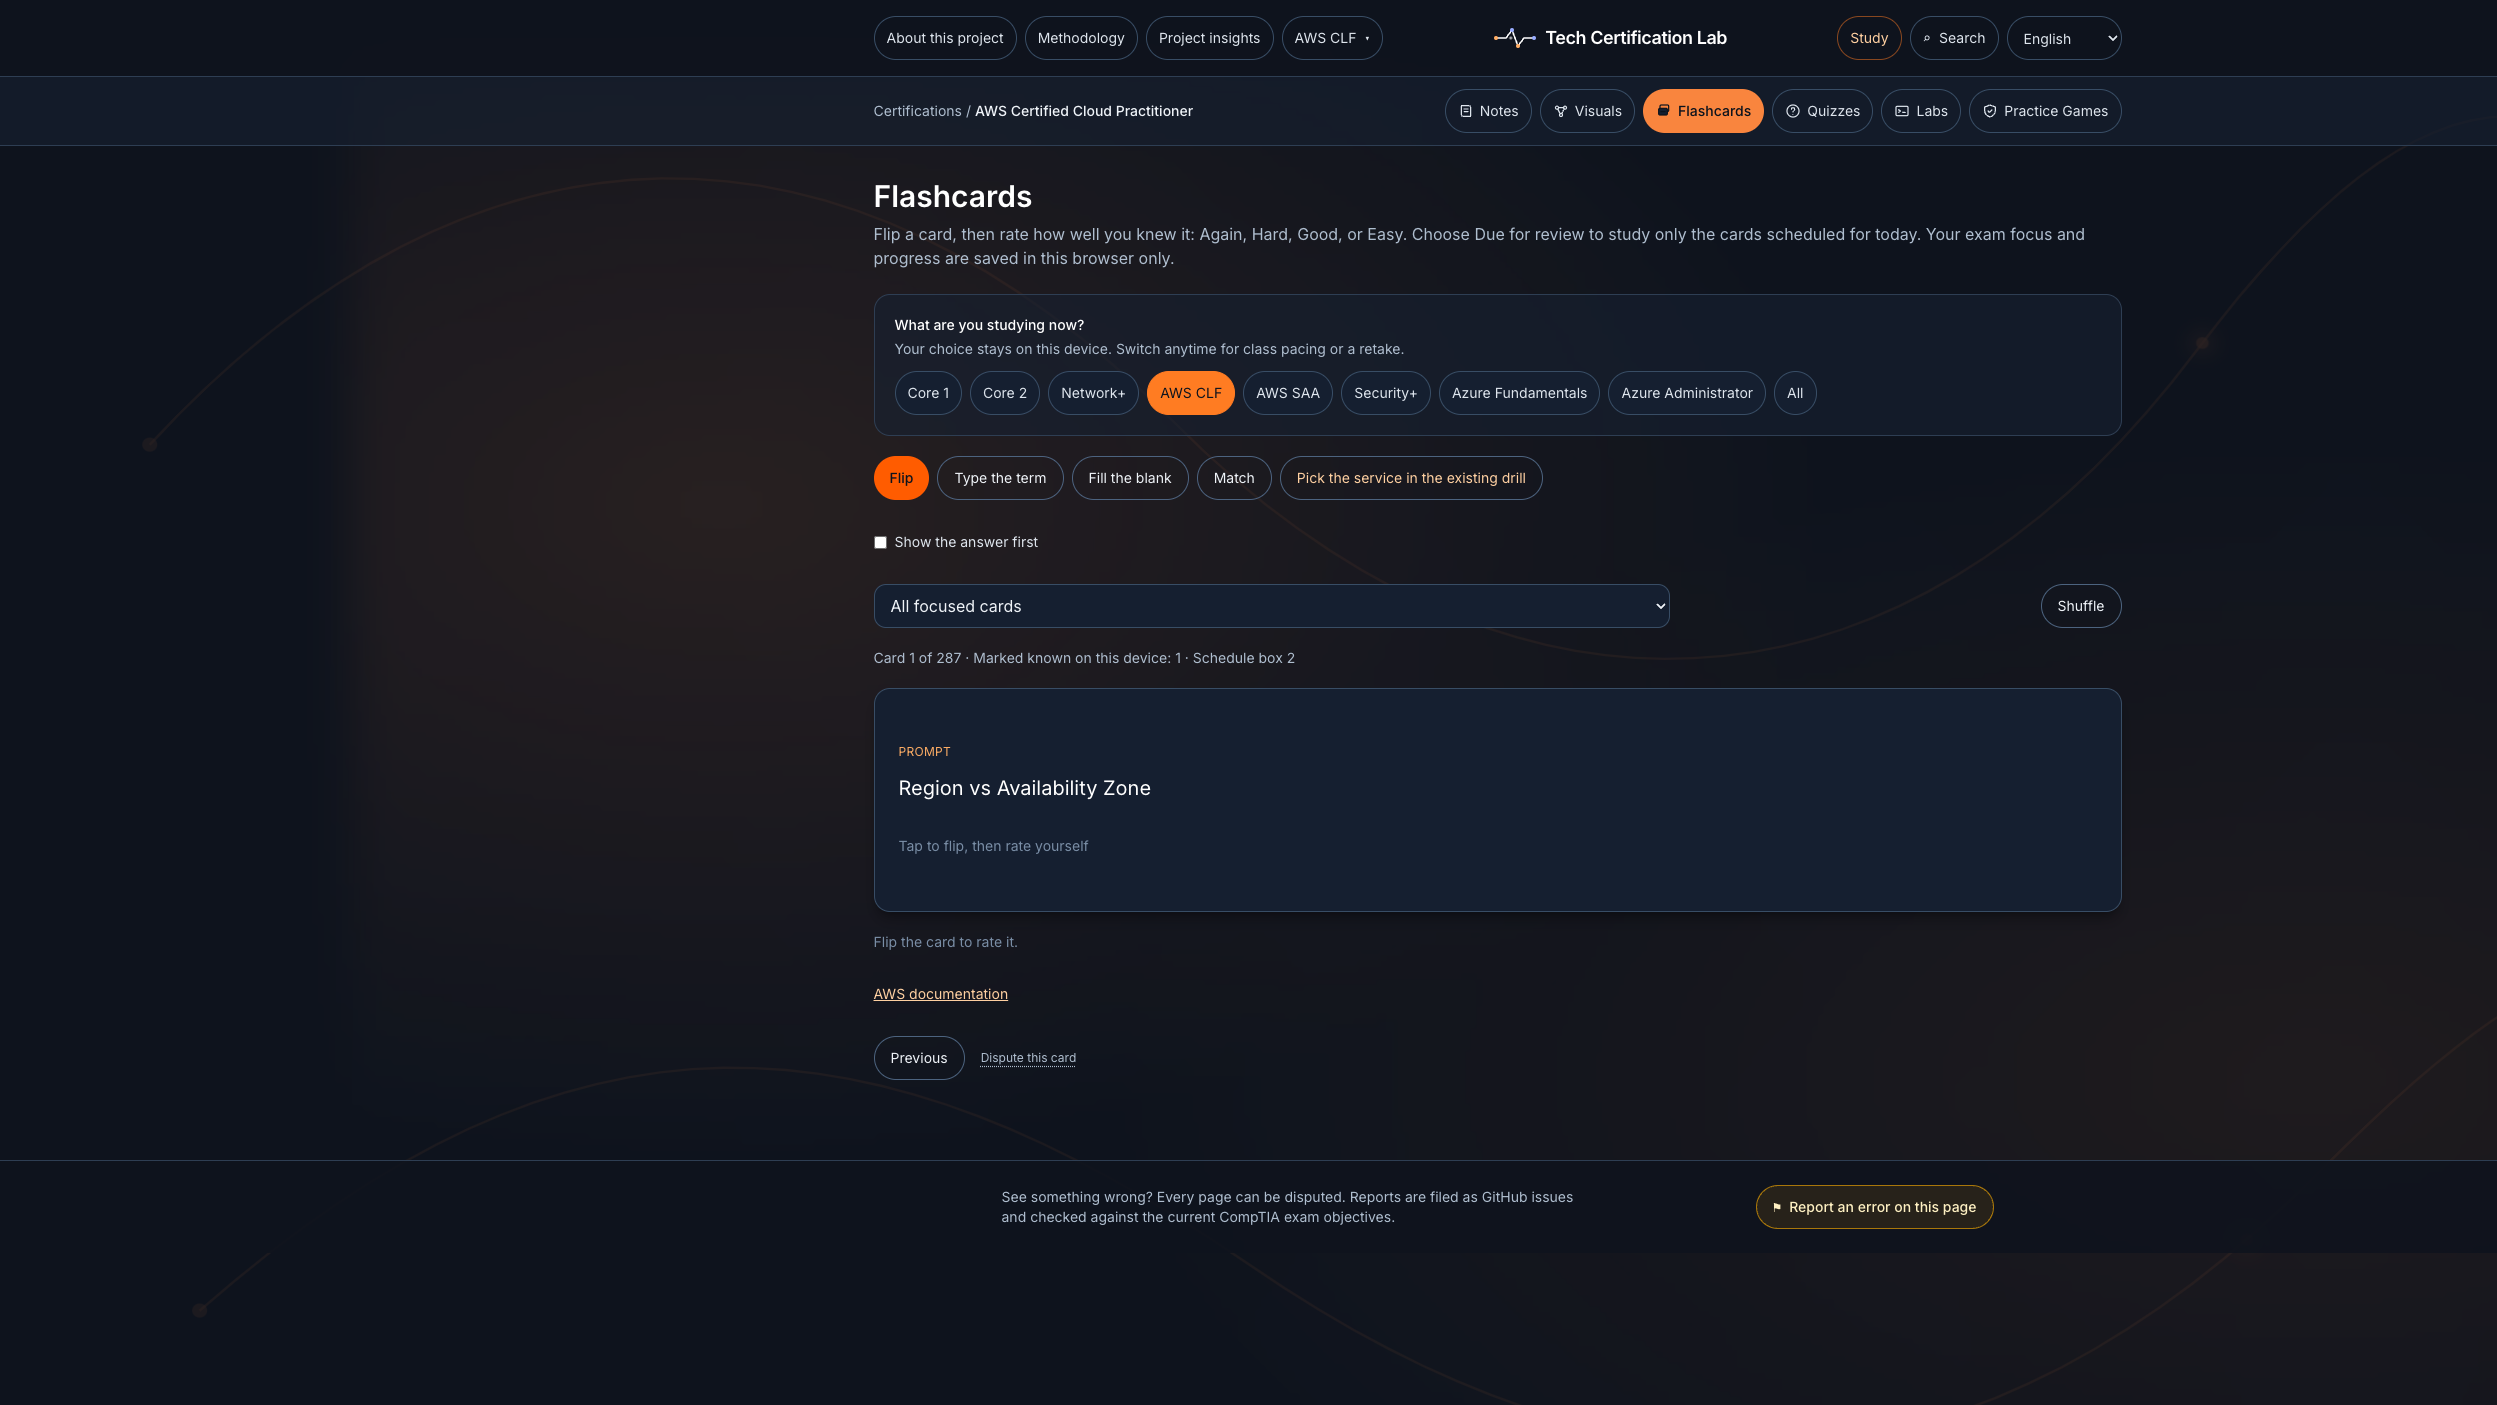 About this project
Methodology
Project insights
AWS CLF
Tech Certification Lab
Study
Search
English
Certifications / AWS Certified Cloud Practitioner
Notes
Visuals
Flashcards
Quizzes
Labs
Practice Games
Flashcards
Flip a card, then rate how well you knew it: Again, Hard, Good, or Easy. Choose Due for review to study only the cards scheduled for today. Your exam focus and
progress are saved in this browser only.
What are you studying now?
Your choice stays on this device. Switch anytime for class pacing or a retake.
Core 1
Core 2
Network+
AWS CLF
AWS SAA
Security+
Azure Fundamentals
Azure Administrator
All
Flip
Type the term
Fill the blank
Match
Pick the service in the existing drill
Show the answer first
All focused cards
Shuffle
Card 1 of 287 · Marked known on this device: 1 · Schedule box 2
PROMPT
Region vs Availability Zone
Tap to flip, then rate yourself
Flip the card to rate it.
AWS documentation
Previous
Dispute this card
See something wrong? Every page can be disputed. Reports are filed as GitHub issues
and checked against the current CompTIA exam objectives.
Report an error on this page